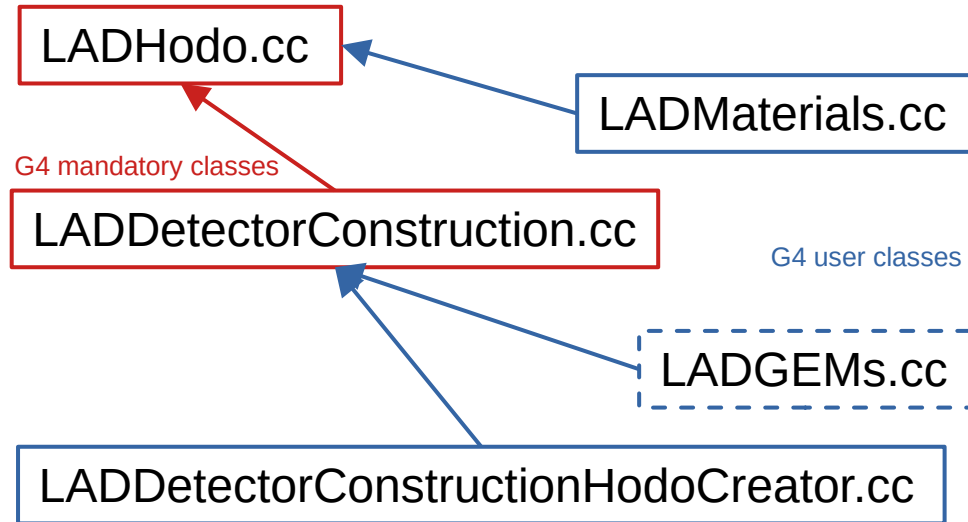 LADHodo.cc
LADMaterials.cc
G4 mandatory classes
LADDetectorConstruction.cc
G4 user classes
LADGEMs.cc
LADDetectorConstructionHodoCreator.cc